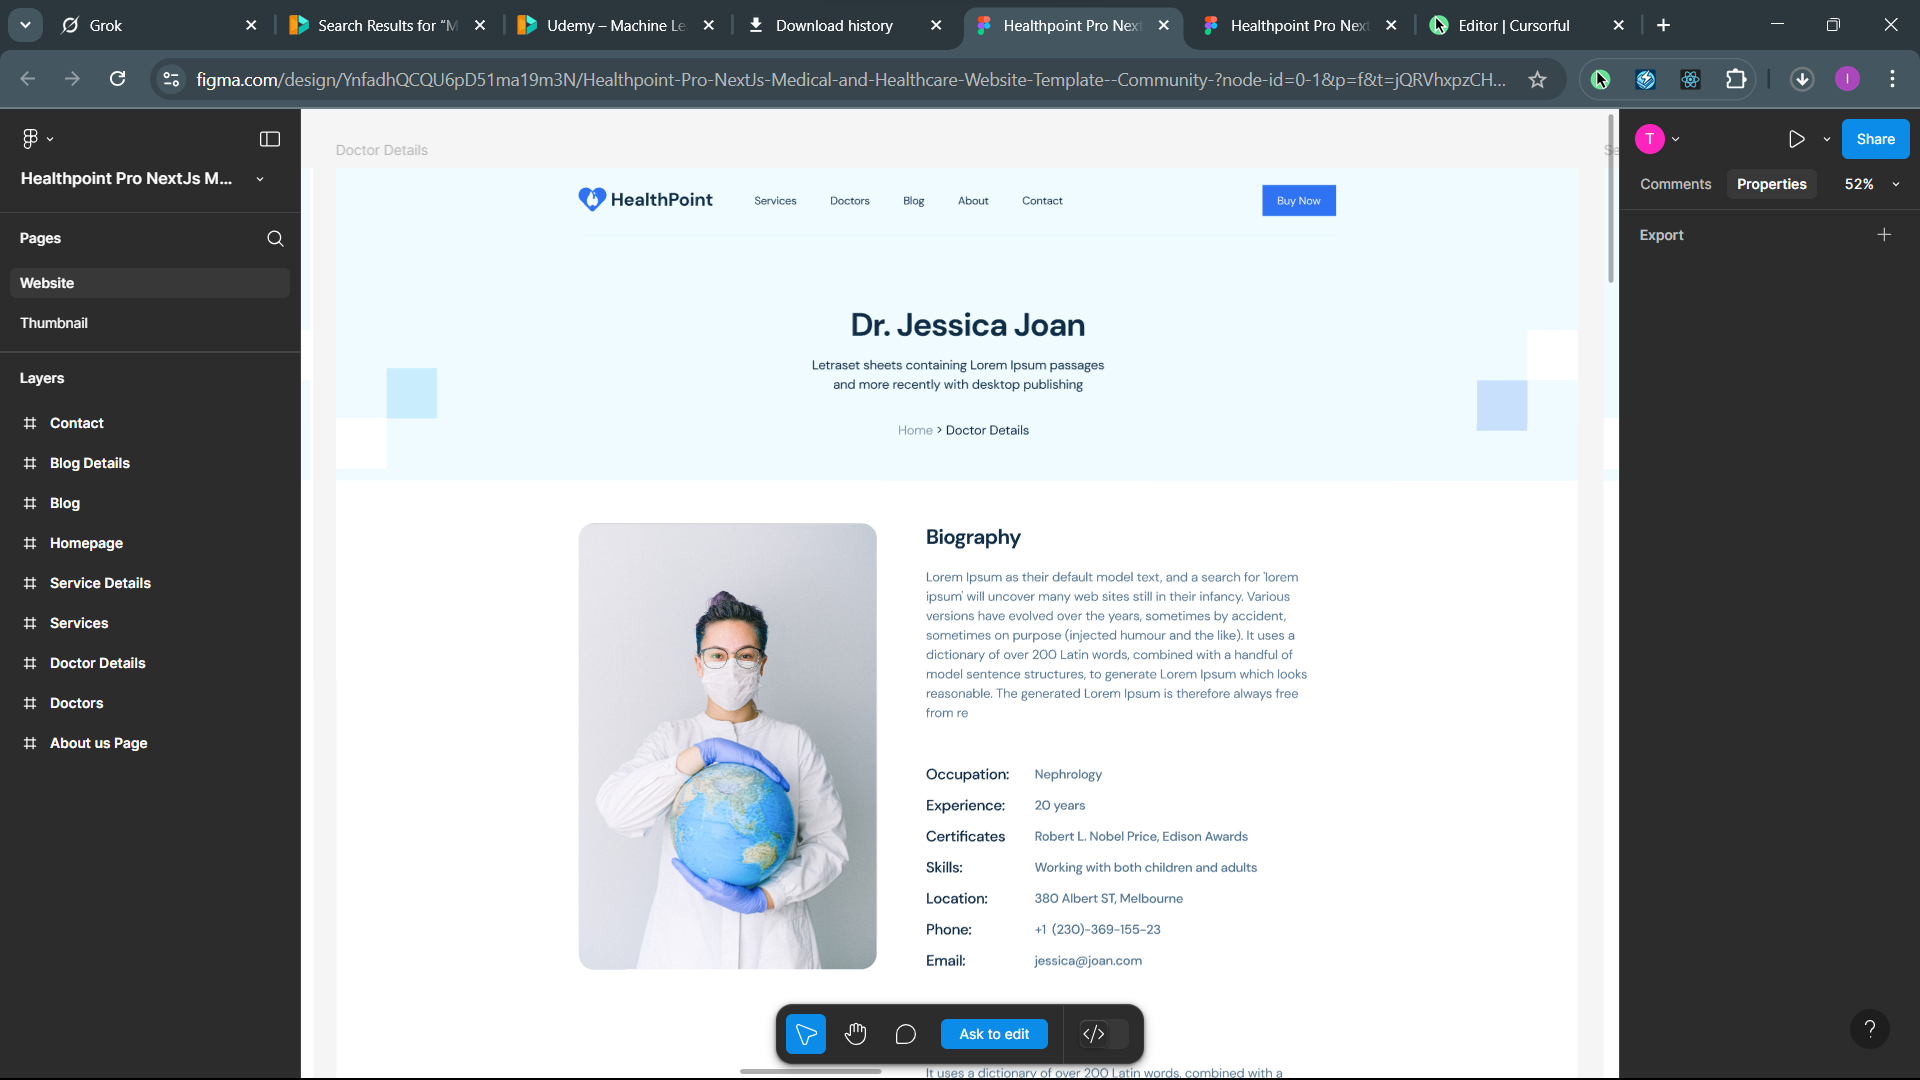 Grok
Search Results for “M
Udemy – Machine Le
Download history
Healthpoint Pro Next
Healthpoint Pro Next
Editor | Cursorful
figma.com/design/YnfadhQCQU6pD51ma19m3N/Healthpoint-Pro-NextJs-Medical-and-Healthcare-Website-Template--Community-?node-id=0-1&p=f&t=jQRVhxpzCH...
I
Healthpoint Pro NextJs M...
Pages
Website
Thumbnail
Layers
Contact
Blog Details
Blog
Homepage
Service Details
Services
Doctor Details
Doctors
About us Page
Doctor Details
HealthPoint
Services
Doctors
Blog
About
Contact
Buy Now
Dr. Jessica Joan
Letraset sheets containing Lorem Ipsum passages
and more recently with desktop publishing
Home > Doctor Details
Biography
Lorem Ipsum as their default model text, and a search for 'lorem
ipsum' will uncover many web sites still in their infancy. Various
versions have evolved over the years, sometimes by accident,
sometimes on purpose (injected humour and the like). It uses a
dictionary of over 200 Latin words, combined with a handful of
model sentence structures, to generate Lorem Ipsum which looks
reasonable. The generated Lorem Ipsum is therefore always free
from re
Occupation: Nephrology
Experience: 20 years
Certificates Robert L. Nobel Price, Edison Awards
Skills: Working with both children and adults
Location: 380 Albert ST, Melbourne
Phone: +1 (230)-369-155-23
Email: jessica@joan.com
It uses a dictionary of over 200 Latin words, combined with a
Ask to edit
T
Share
Comments
Properties
52%
Export
?